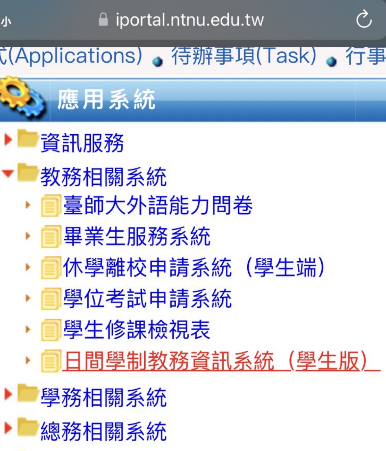 小 iportal.ntnu.edu.tw
(Applications) 待辦事項(Task) 行事
應用系統
資訊服務
教務相關系統
臺師大外語能力問卷
畢業生服務系統
休學離校申請系統（學生端）
學位考試申請系統
學生修課檢視表
日間學制教務資訊系統（學生版）
學務相關系統
總務相關系統